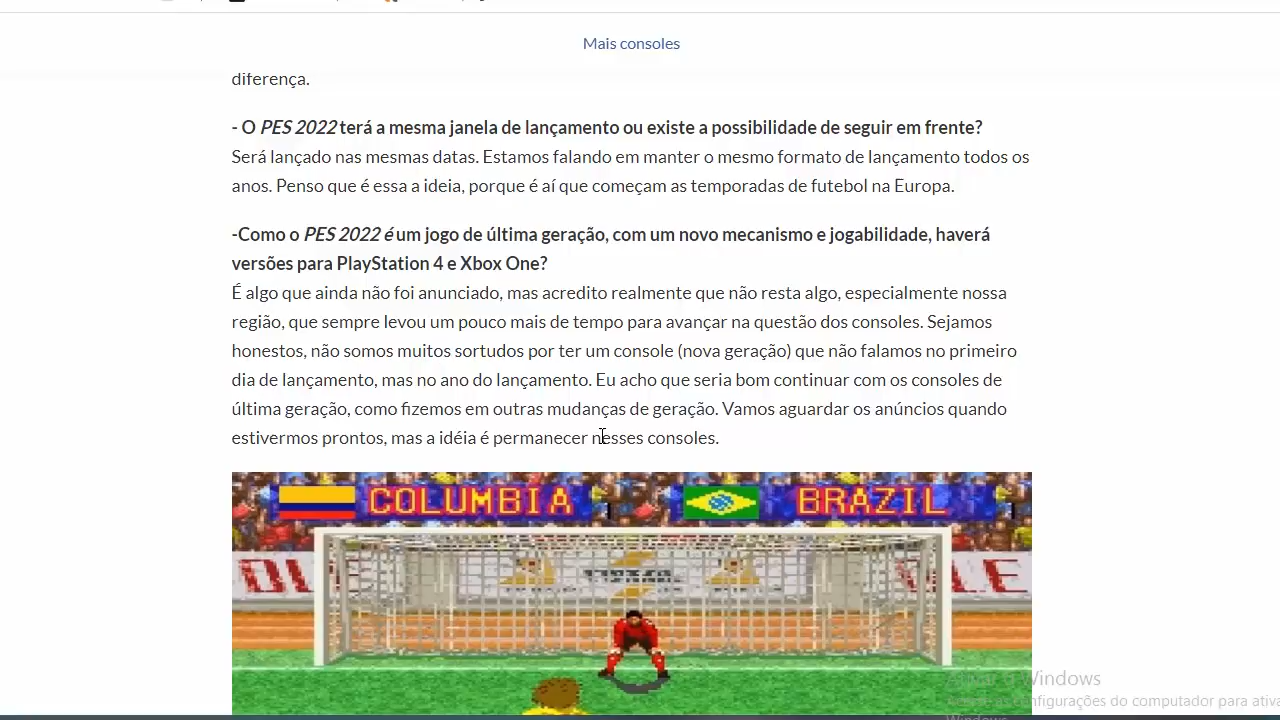 Mais consoles
diferença.
- O PES 2022 terá a mesma janela de lançamento ou existe a possibilidade de seguir em frente?
Será lançado nas mesmas datas. Estamos falando em manter o mesmo formato de lançamento todos os
anos. Penso que é essa a ideia, porque é aí que começam as temporadas de futebol na Europa.
-Como o PES 2022 é um jogo de última geração, com um novo mecanismo e jogabilidade, haverá
versões para PlayStation 4 e Xbox One?
É algo que ainda não foi anunciado, mas acredito realmente que não resta algo, especialmente nossa
região, que sempre levou um pouco mais de tempo para avançar na questão dos consoles. Sejamos
honestos, não somos muitos sortudos por ter um console (nova geração) que não falamos no primeiro
dia de lançamento, mas no ano do lançamento. Eu acho que seria bom continuar com os consoles de
última geração, como fizemos em outras mudanças de geração. Vamos aguardar os anúncios quando
estivermos prontos, mas a idéia é permanecer nesses consoles.
COLUMBIA BRAZIL
Windows
configurações do computador para ativa
Windows